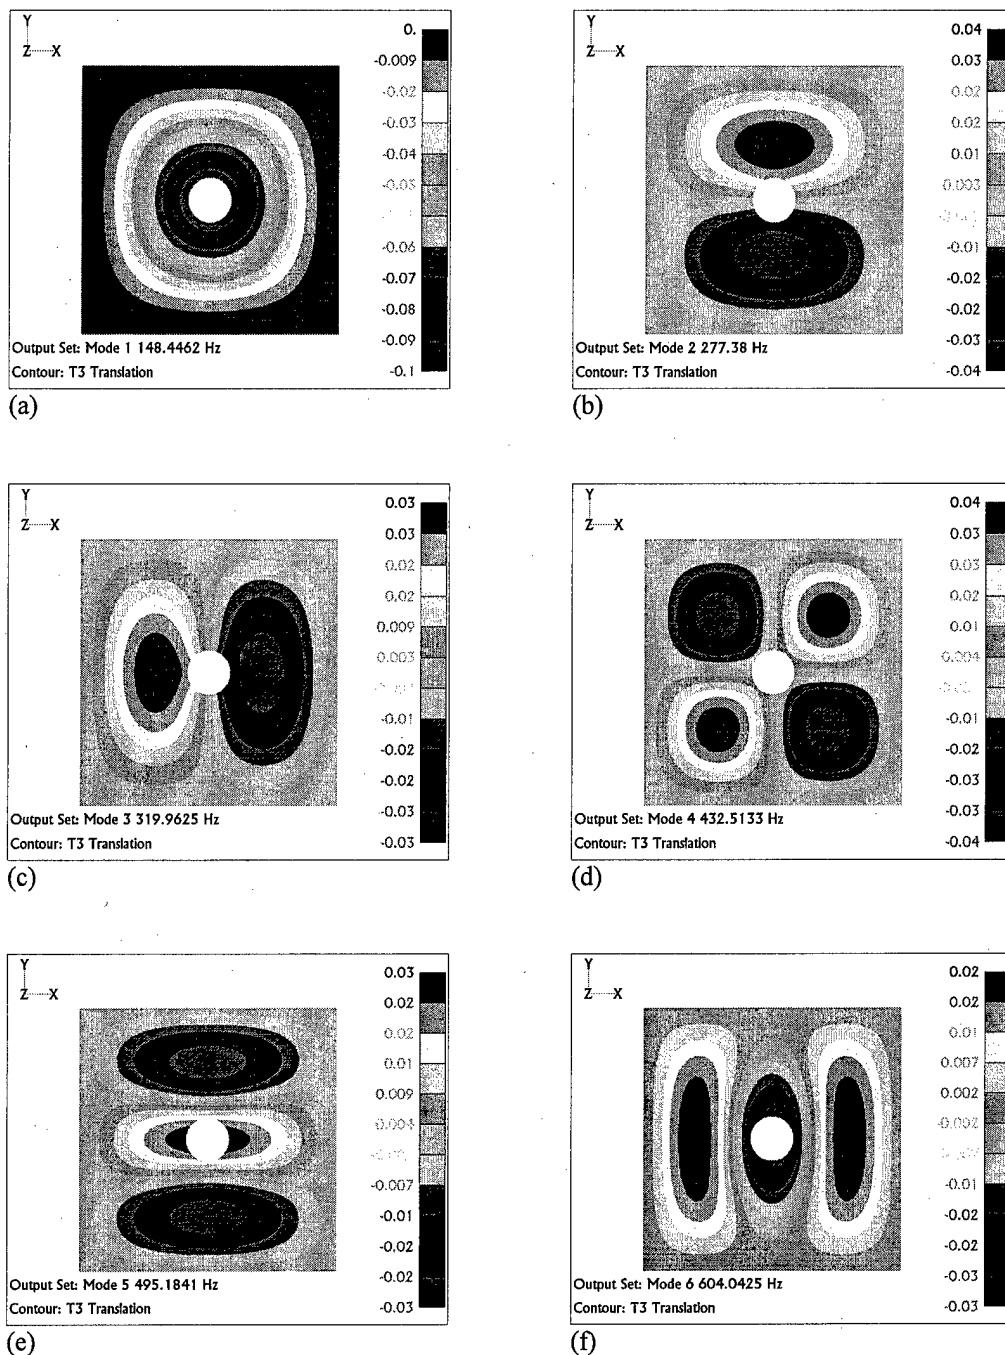 Y
Z X
0.
-0.009
-0.02
-0.03
-0.04
-0.06
-0.07
-0.08
-0.09
-0.1
Output Set: Mode 1 148.4462 Hz
Contour: T3 Translation
(a)
Y
Z X
0.04
0.03
0.02
0.02
0.01
0.003
-0.01
-0.02
-0.02
-0.03
-0.04
Output Set: Mode 2 277.38 Hz
Contour: T3 Translation
(b)
Y
Z X
0.03
0.03
0.02
0.02
0.009
0.003
-0.01
-0.02
-0.02
-0.03
-0.03
Output Set: Mode 3 319.9625 Hz
Contour: T3 Translation
(c)
Y
Z X
0.04
0.03
0.03
0.02
0.01
0.004
-0.01
-0.02
-0.03
-0.03
-0.04
Output Set: Mode 4 432.5133 Hz
Contour: T3 Translation
(d)
Y
Z X
0.03
0.02
0.02
0.01
0.009
0.004
-0.007
-0.01
-0.02
-0.02
-0.03
Output Set: Mode 5 495.1841 Hz
Contour: T3 Translation
(e)
Y
Z X
0.02
0.02
0.01
0.007
0.002
-0.002
-0.01
-0.02
-0.02
-0.03
Output Set: Mode 6 604.0425 Hz
Contour: T3 Translation
(f)